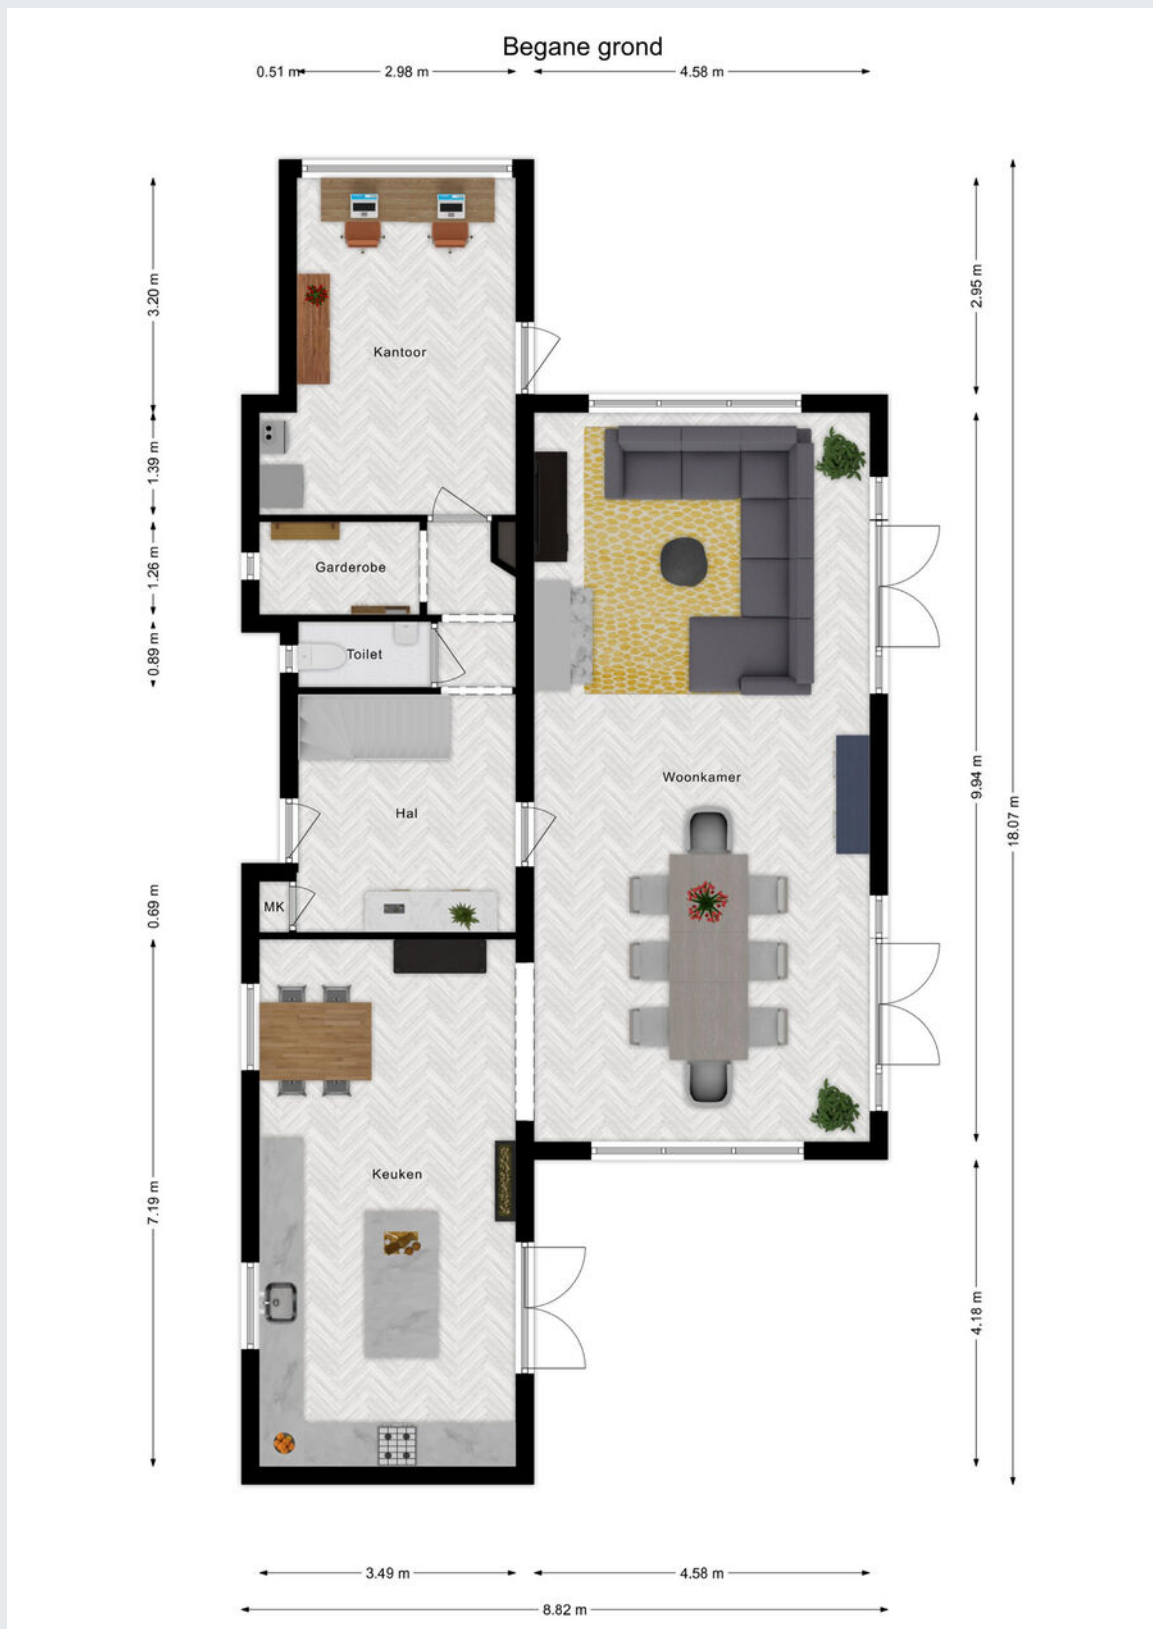 Begane grond
0.51 m
2.98 m
4.58 m
3.20 m
2.95 m
Kantoor
1.39 m
1.26 m
Garderobe
0.89 m
Toilet
Woonkamer
9.94 m
18.07 m
Hal
0.69 m
MK
Keuken
7.19 m
4.18 m
3.49 m
4.58 m
8.82 m